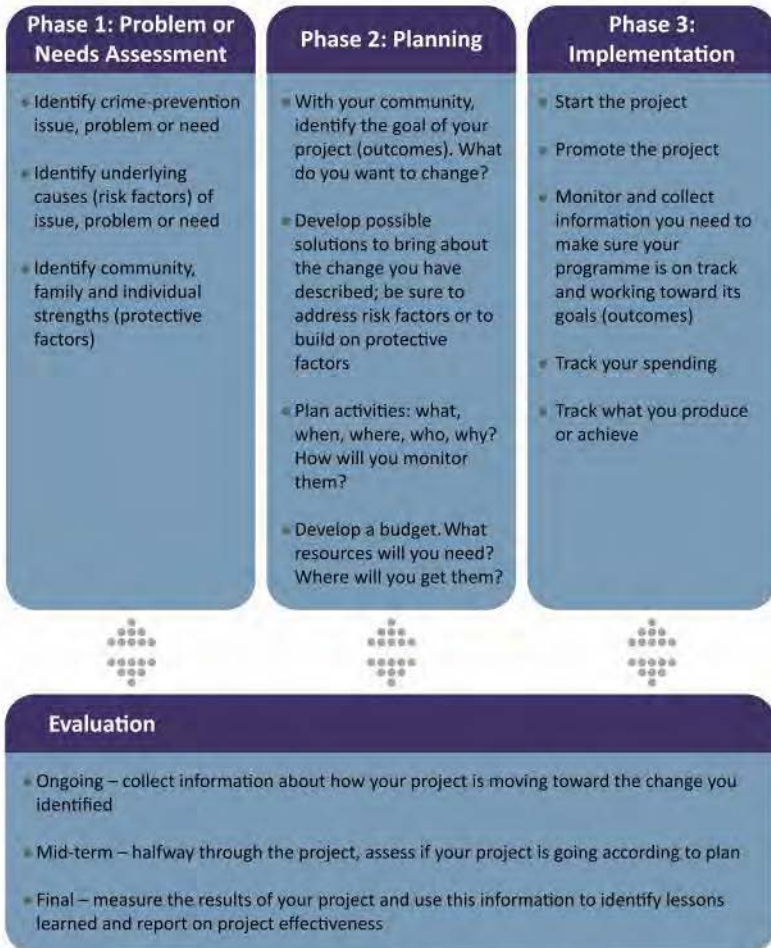 Phase 1: Problem or
Needs Assessment
• Identify crime-prevention
issue, problem or need
• Identify underlying
causes (risk factors) of
issue, problem or need
• Identify community,
family and individual
strengths (protective
factors)
Phase 2: Planning
• With your community,
identify the goal of your
project (outcomes). What
do you want to change?
• Develop possible
solutions to bring about
the change you have
described; be sure to
address risk factors or to
build on protective
factors
• Plan activities: what,
when, where, who, why?
How will you monitor
them?
• Develop a budget. What
resources will you need?
Where will you get them?
Phase 3:
Implementation
• Start the project
• Promote the project
• Monitor and collect
information you need to
make sure your
programme is on track
and working toward its
goals (outcomes)
• Track your spending
• Track what you produce
or achieve
Evaluation
• Ongoing – collect information about how your project is moving toward the change you
identified
• Mid-term – halfway through the project, assess if your project is going according to plan
• Final – measure the results of your project and use this information to identify lessons
learned and report on project effectiveness